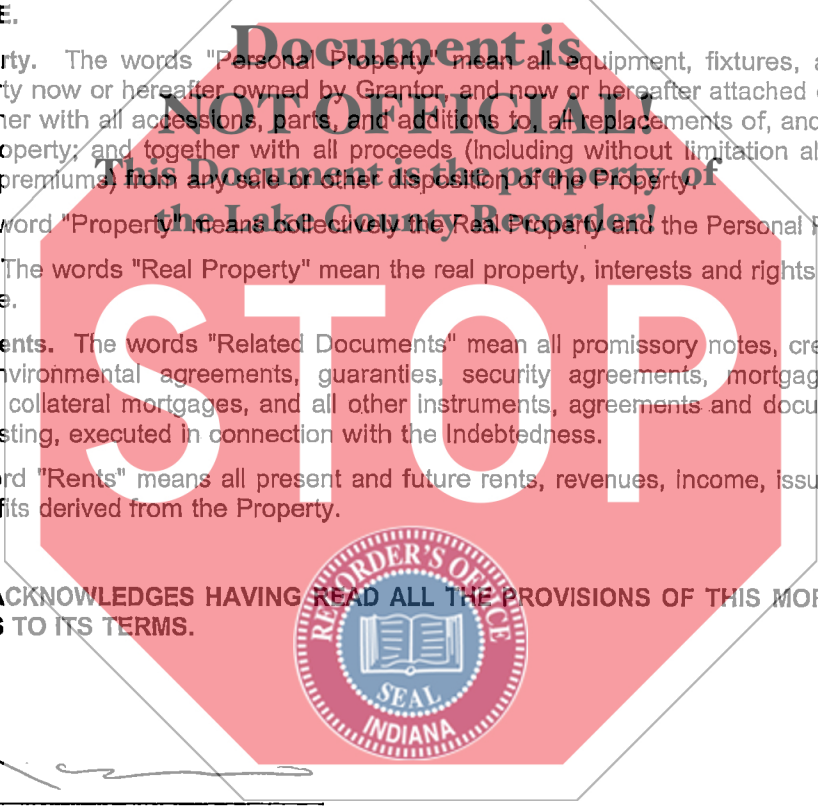 E.
Document is
rty. The words "Personal Property" mean all equipment, fixtures, a
ty now or hereafter owned by Grantor, and now or hereafter attached
NOT OFFICIAL!
her with all accessions, parts, and additions to, all replacements of, and
operty; and together with all proceeds (including without limitation al
This Document is the property of
premiums) from any sale or other disposition of the Property.
the Lake County Recorder!
word "Property" means collectively the Real Property and the Personal
The words "Real Property" mean the real property, interests and rights
e.
STOP
ents. The words "Related Documents" mean all promissory notes, cre
nvironmental agreements, guaranties, security agreements, mortgag
collateral mortgages, and all other instruments, agreements and docu
sting, executed in connection with the Indebtedness.
rd "Rents" means all present and future rents, revenues, income, issu
fits derived from the Property.
RECORDER'S OFFICE
ACKNOWLEDGES HAVING READ ALL THE PROVISIONS OF THIS MOR
S TO ITS TERMS.
SEAL
INDIANA